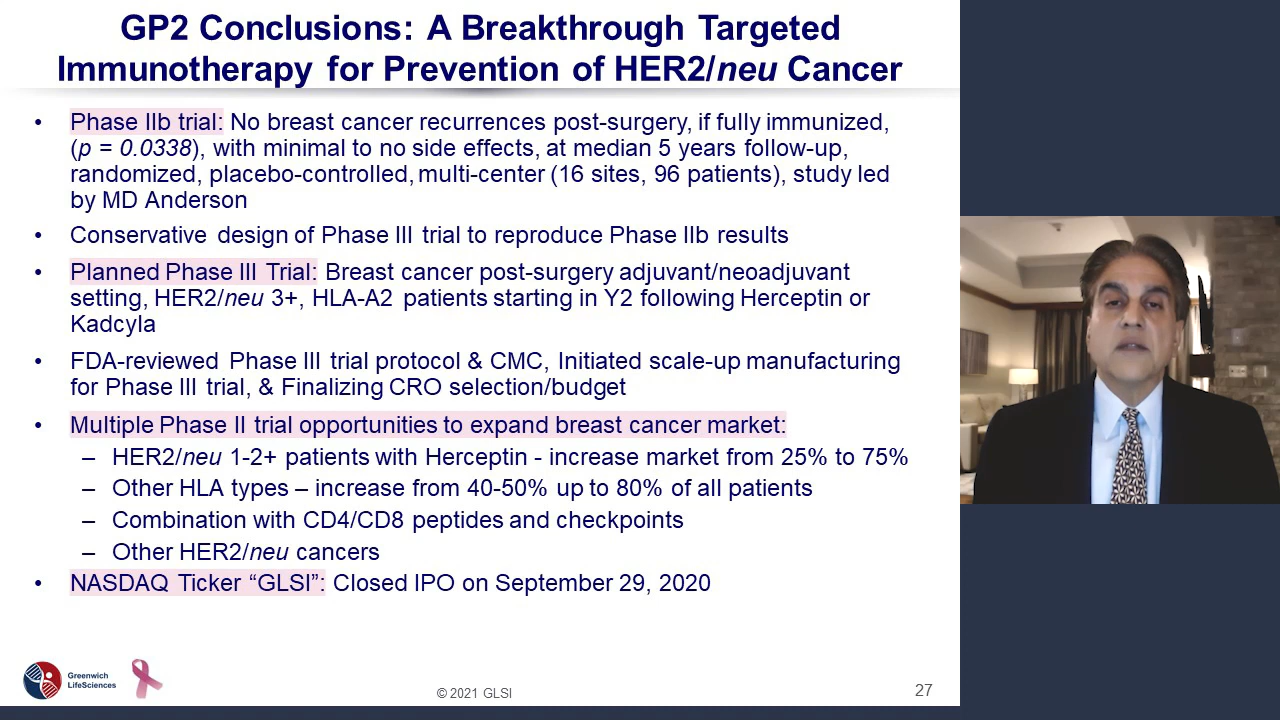 GP2 Conclusions: A Breakthrough Targeted
Immunotherapy for Prevention of HER2/neu Cancer
• Phase IIb trial: No breast cancer recurrences post-surgery, if fully immunized,
(p = 0.0338), with minimal to no side effects, at median 5 years follow-up,
randomized, placebo-controlled, multi-center (16 sites, 96 patients), study led
by MD Anderson
• Conservative design of Phase III trial to reproduce Phase IIb results
• Planned Phase III Trial: Breast cancer post-surgery adjuvant/neoadjuvant
setting, HER2/neu 3+, HLA-A2 patients starting in Y2 following Herceptin or
Kadcyla
• FDA-reviewed Phase III trial protocol & CMC, Initiated scale-up manufacturing
for Phase III trial, & Finalizing CRO selection/budget
• Multiple Phase II trial opportunities to expand breast cancer market:
– HER2/neu 1-2+ patients with Herceptin - increase market from 25% to 75%
– Other HLA types – increase from 40-50% up to 80% of all patients
– Combination with CD4/CD8 peptides and checkpoints
– Other HER2/neu cancers
• NASDAQ Ticker “GLSI”: Closed IPO on September 29, 2020
Greenwich
LifeSciences
© 2021 GLSI
27